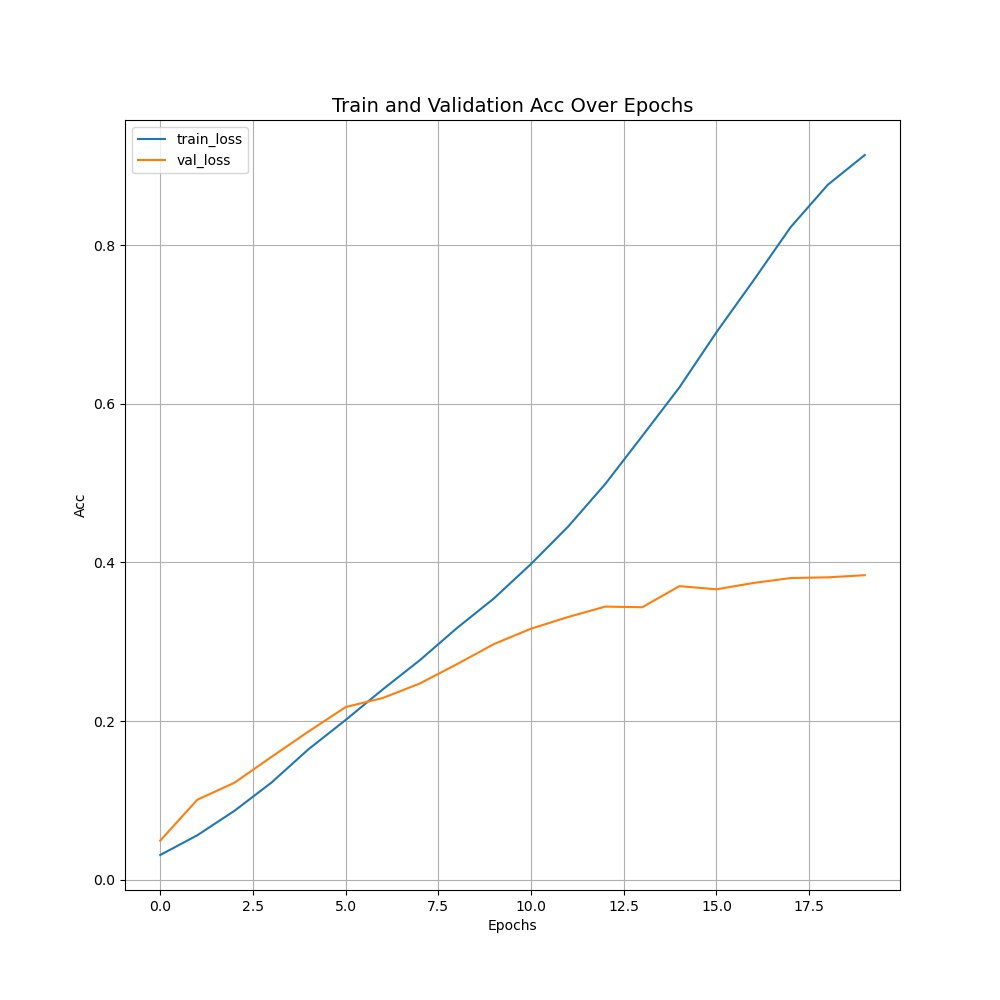 Train and Validation Acc Over Epochs
train_loss
val_loss
Acc
0.8
0.6
0.4
0.2
0.0
0.0 2.5 5.0 7.5 10.0 12.5 15.0 17.5
Epochs